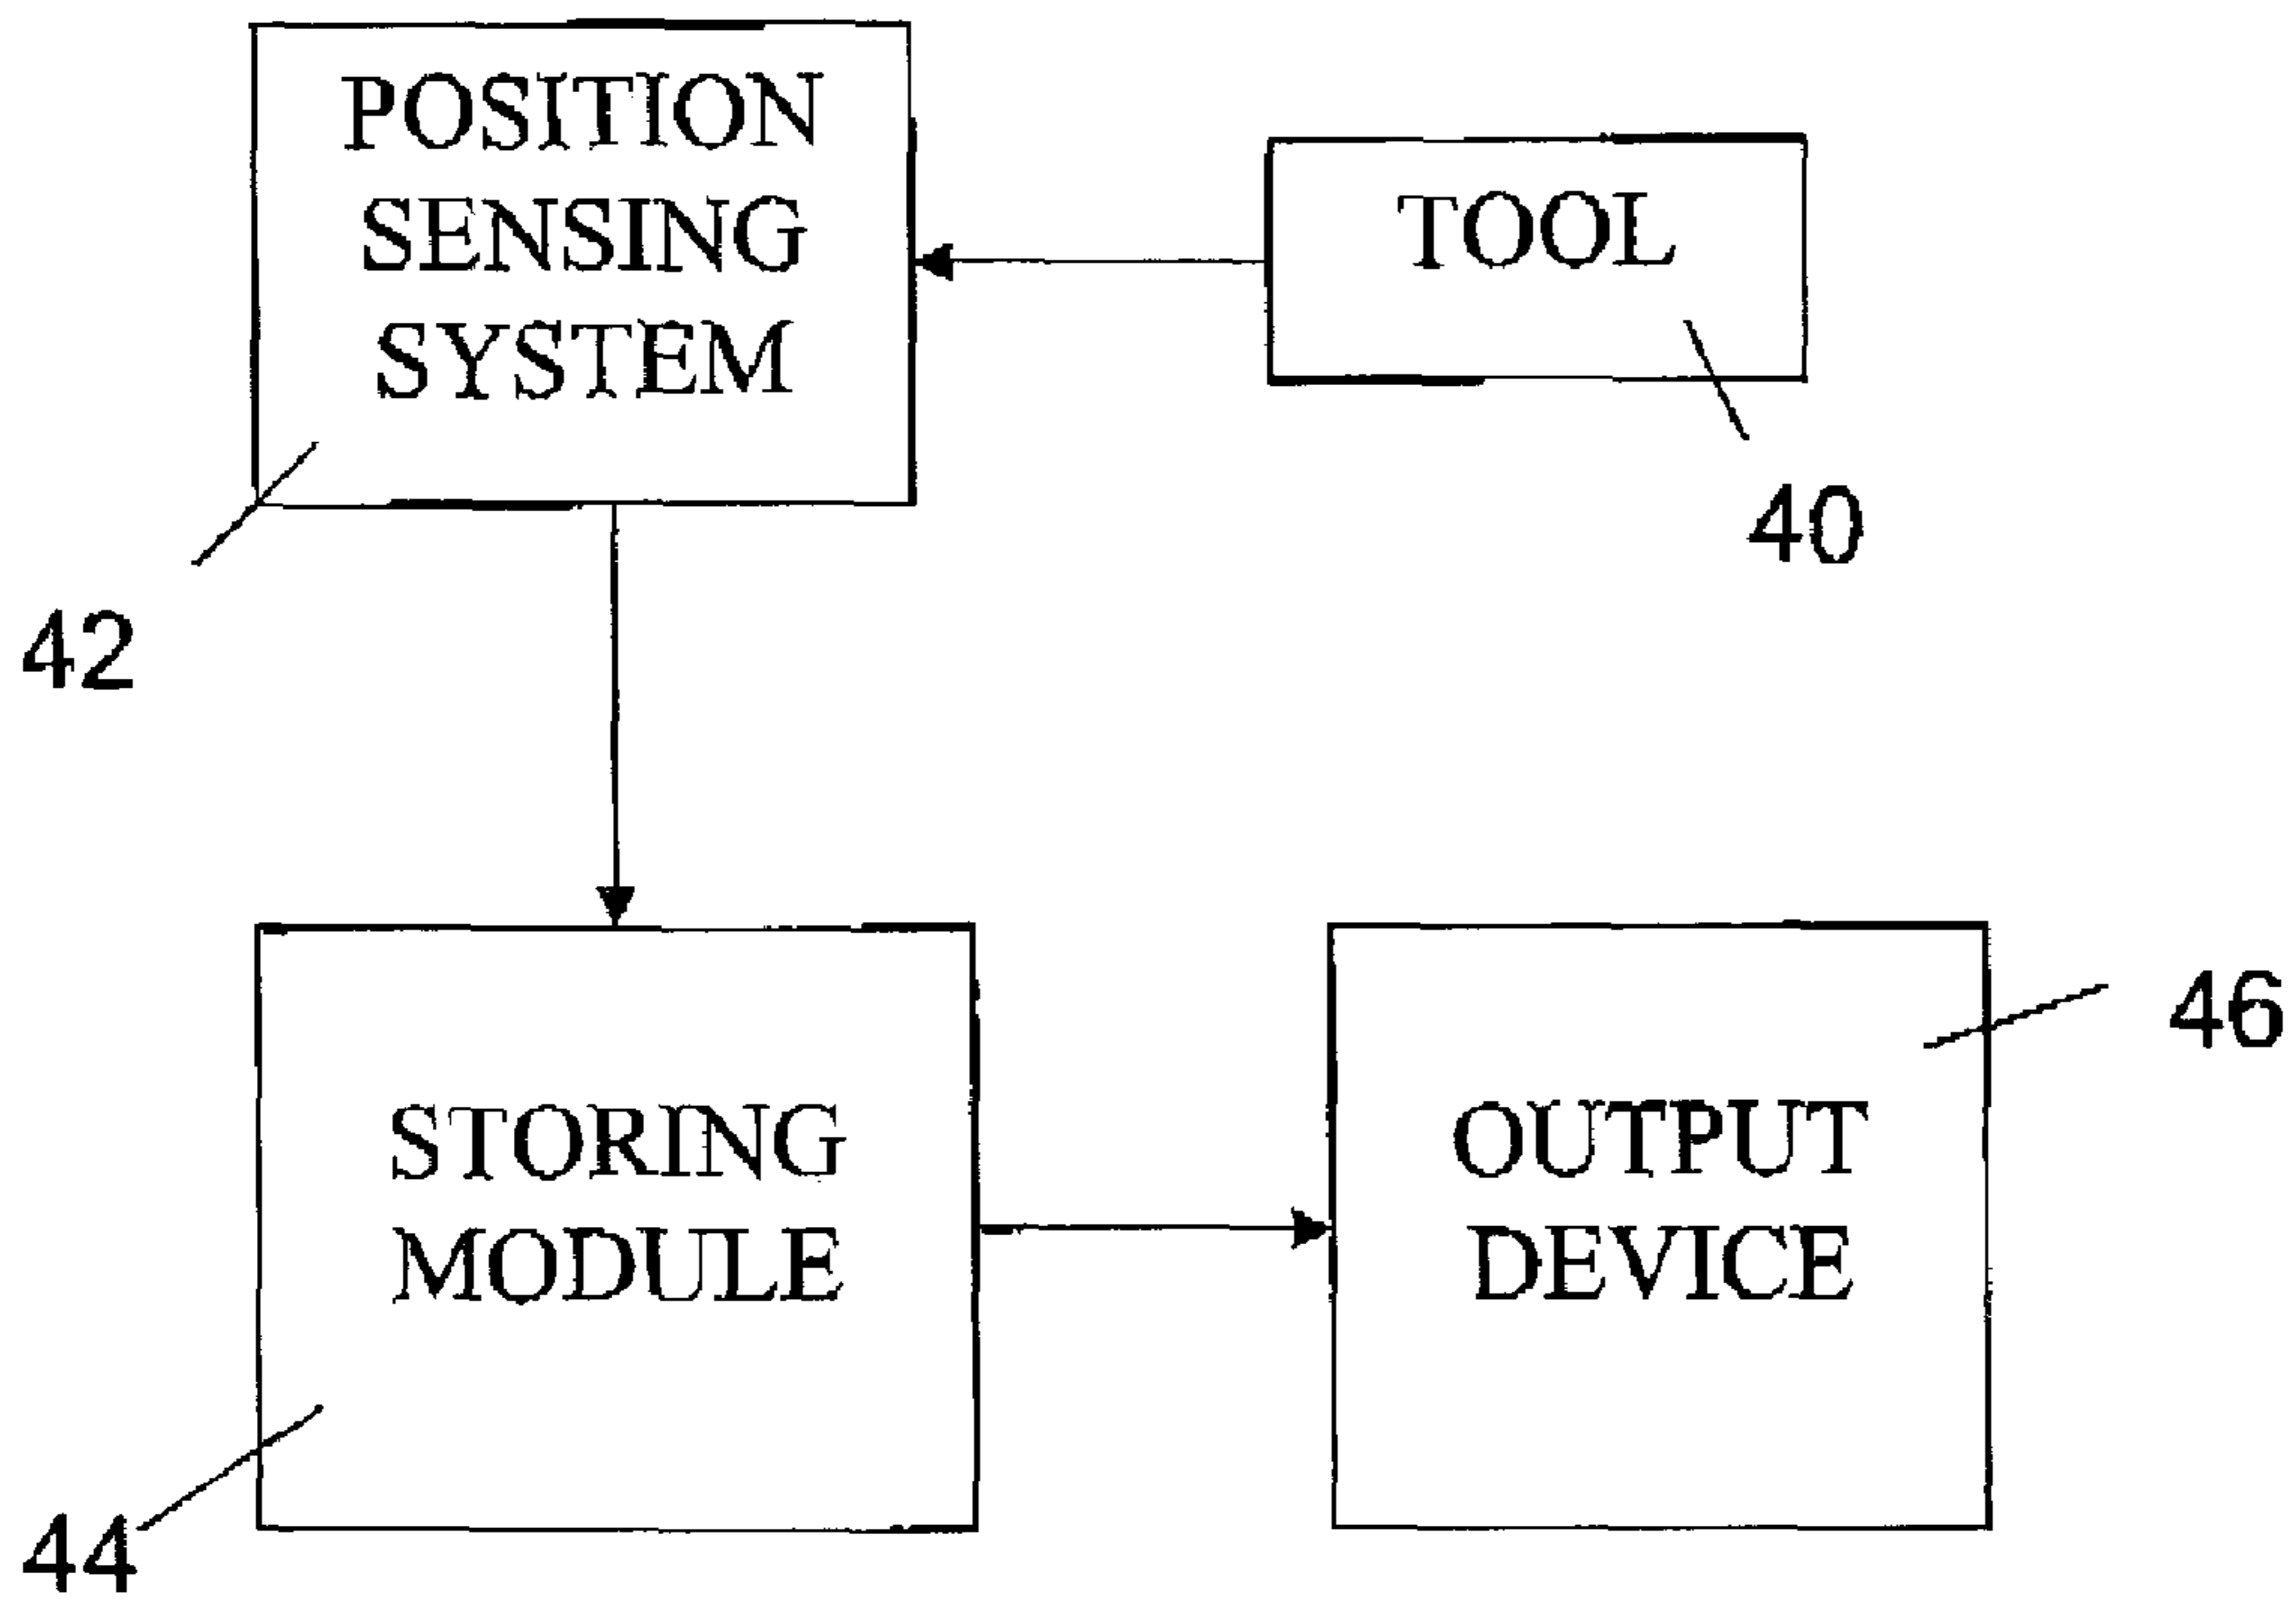 POSITION
SENSING
SYSTEM
TOOL
40
42
STORING
MODULE
44
OUTPUT
DEVICE
46